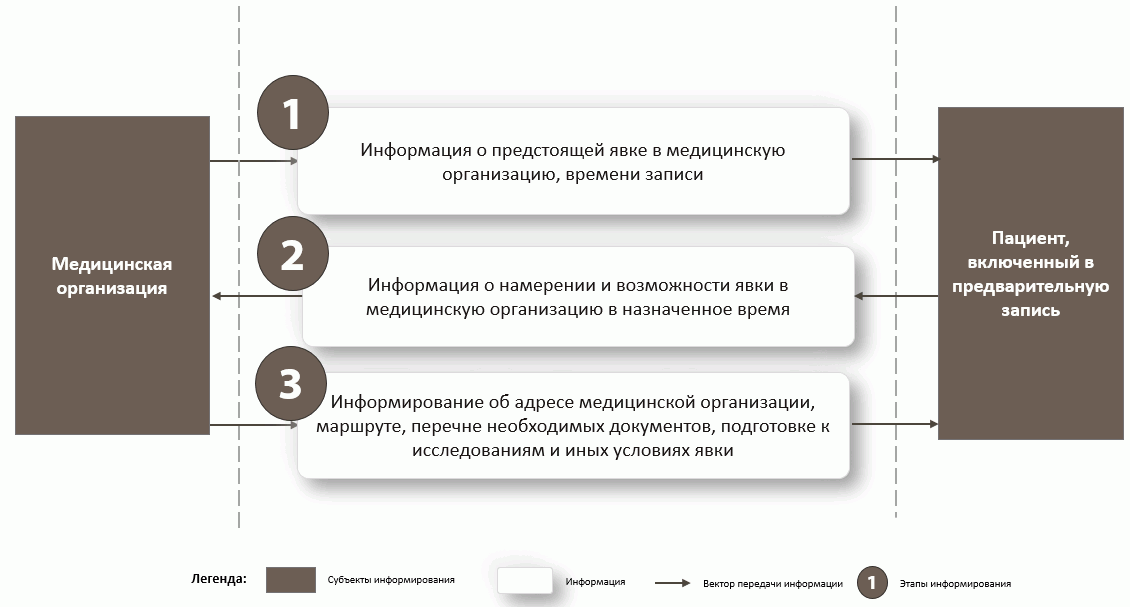 1
Информация о предстоящей явке в медицинскую
организацию, времени записи
Медицинская
организация
2
Информация о намерении и возможности явки в
медицинскую организацию в назначенное время
Пациент,
включенный в
предварительную
запись
3
Информирование об адресе медицинской организации,
маршруте, перечне необходимых документов, подготовке к
исследованиям и иных условиях явки
Легенда:
Субъекты информирования
Информация
Вектор передачи информации
1
Этапы информирования